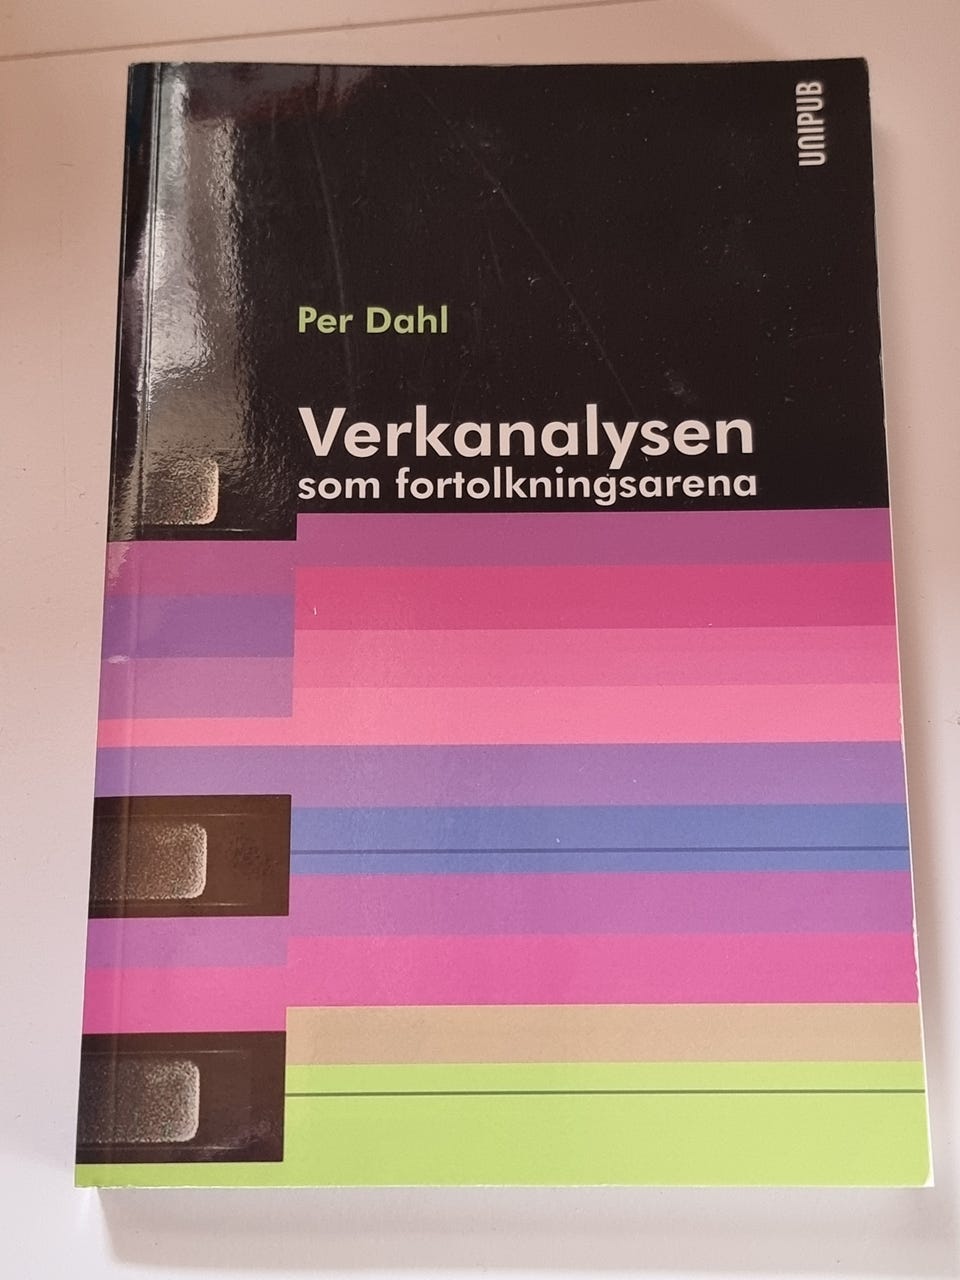 UNIPUB
Per Dahl
Verkanalysen
som fortolkningsarena